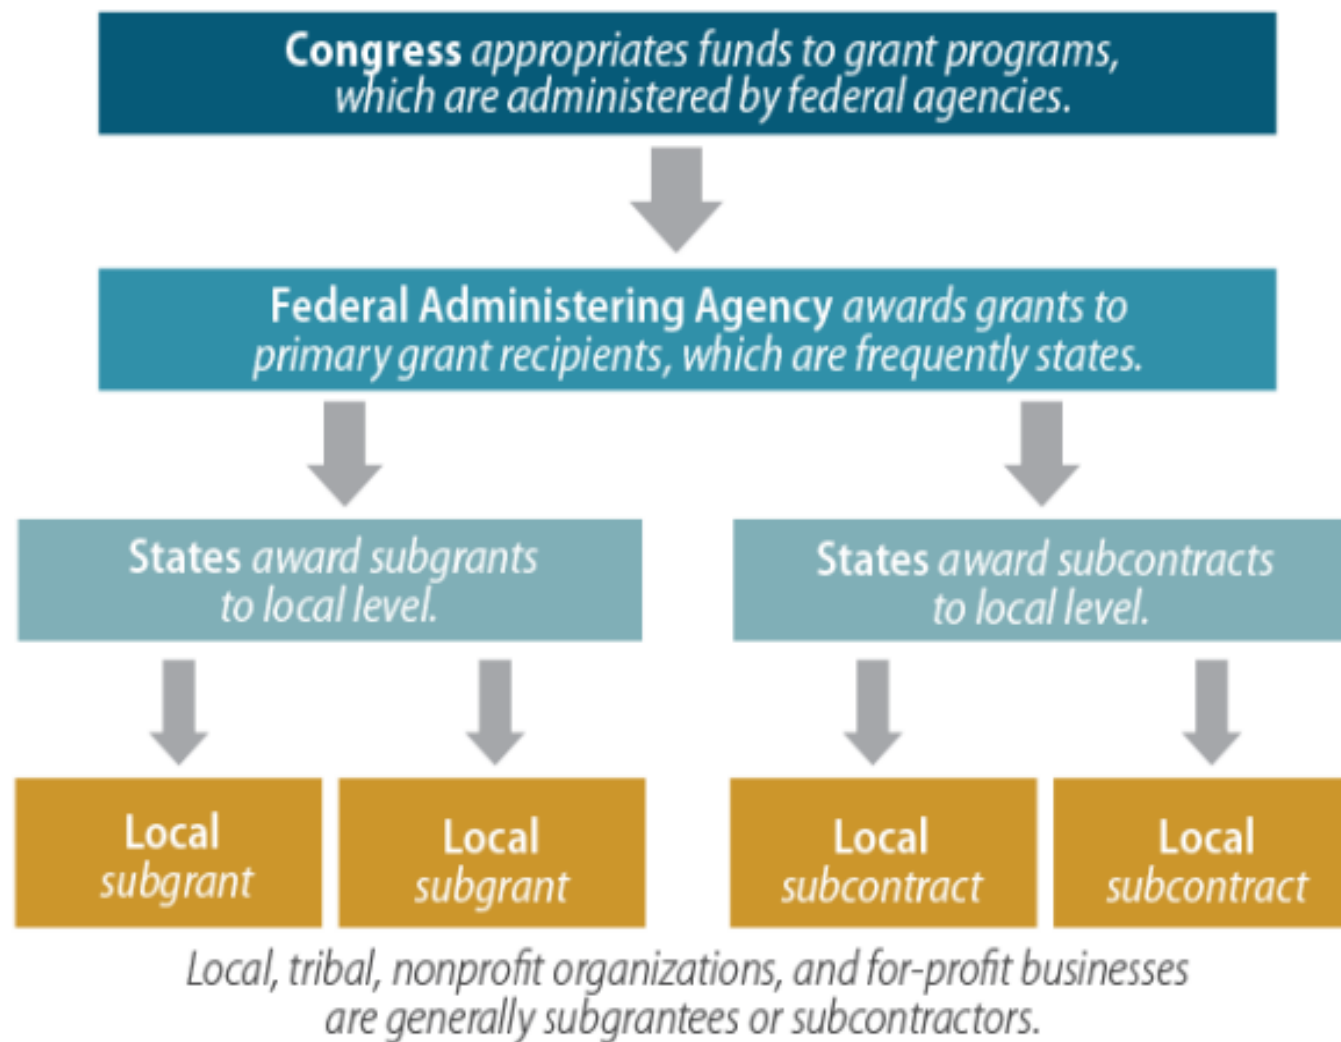 Congress appropriates funds to grant programs,
which are administered by federal agencies.
Federal Administering Agency awards grants to
primary grant recipients, which are frequently states.
States award subgrants
to local level.
States award subcontracts
to local level.
Local
subgrant
Local
subgrant
Local
subcontract
Local
subcontract
Local, tribal, nonprofit organizations, and for-profit businesses
are generally subgrantees or subcontractors.